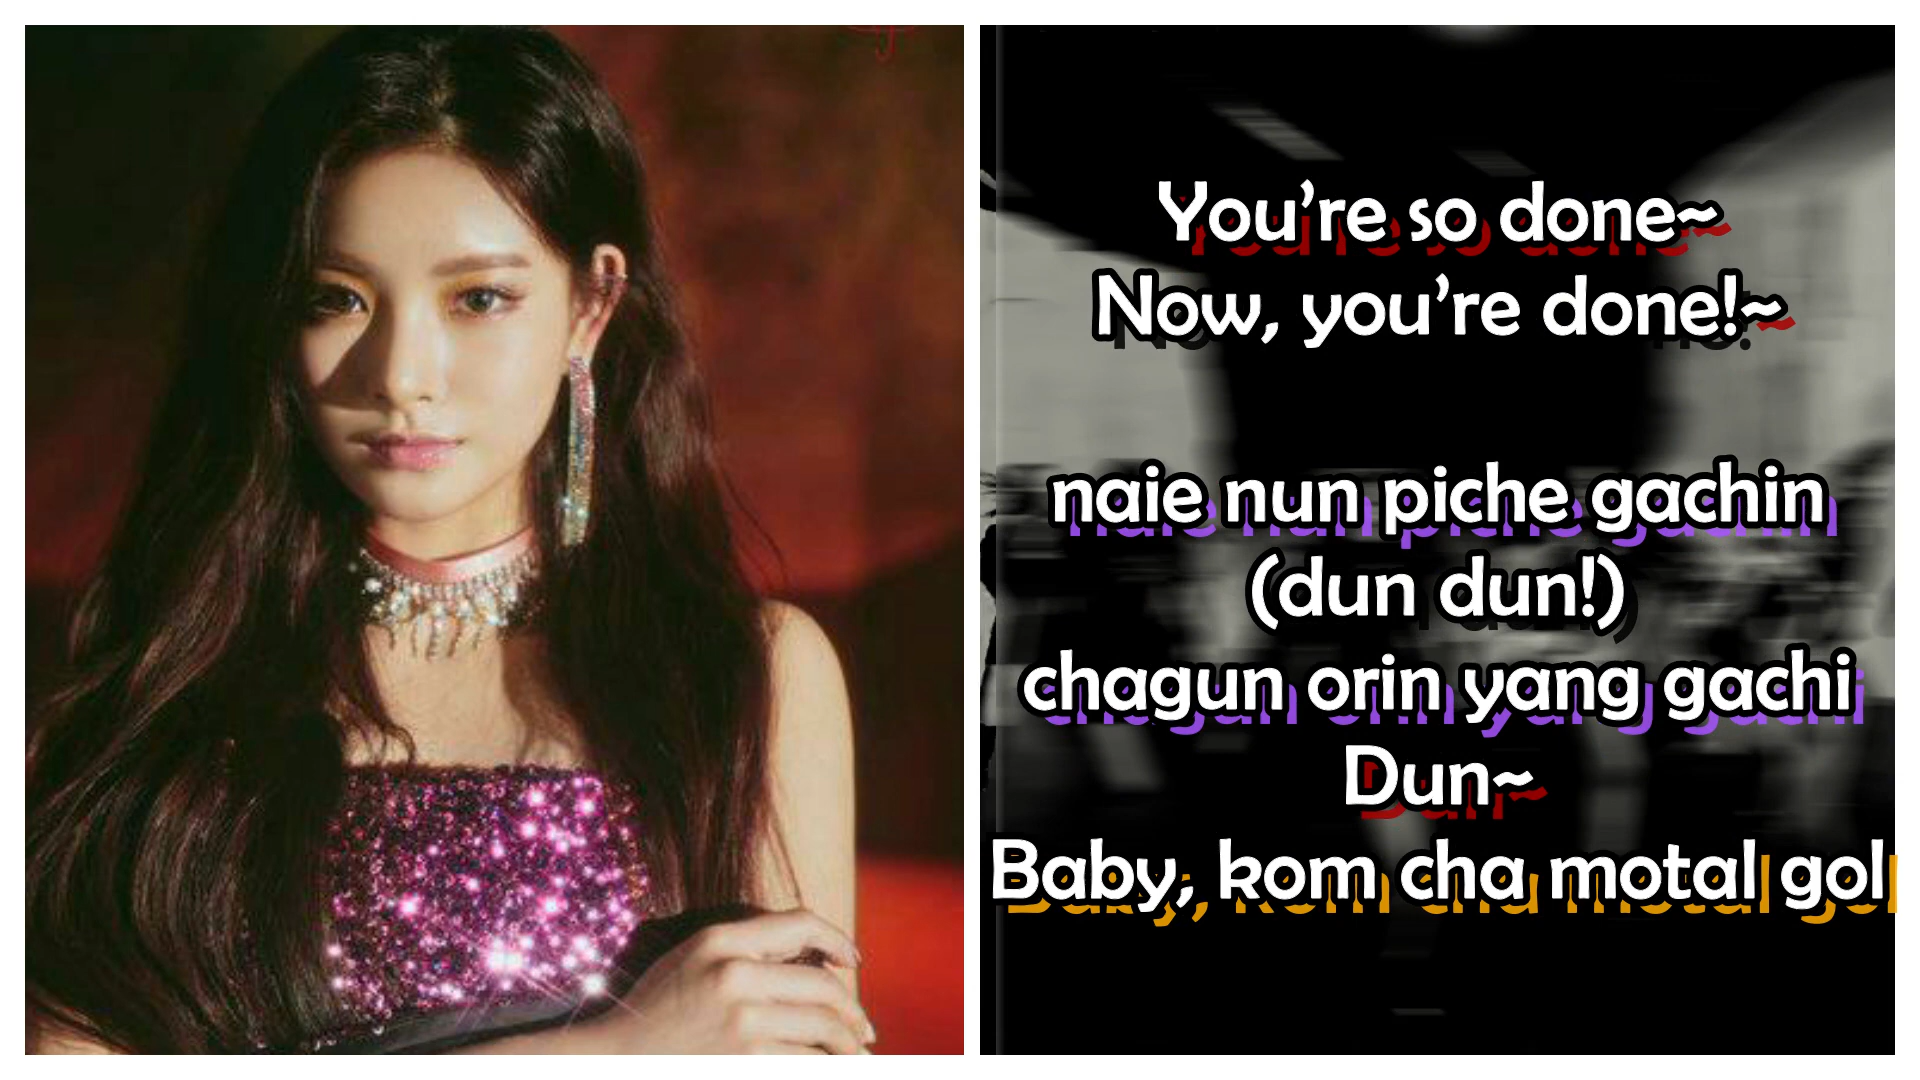 You’re so done~
Now, you’re done!~
naie nun piche gachin
(dun dun!)
chagun orin yang gachi
Dun~
Baby, kom cha motal gol